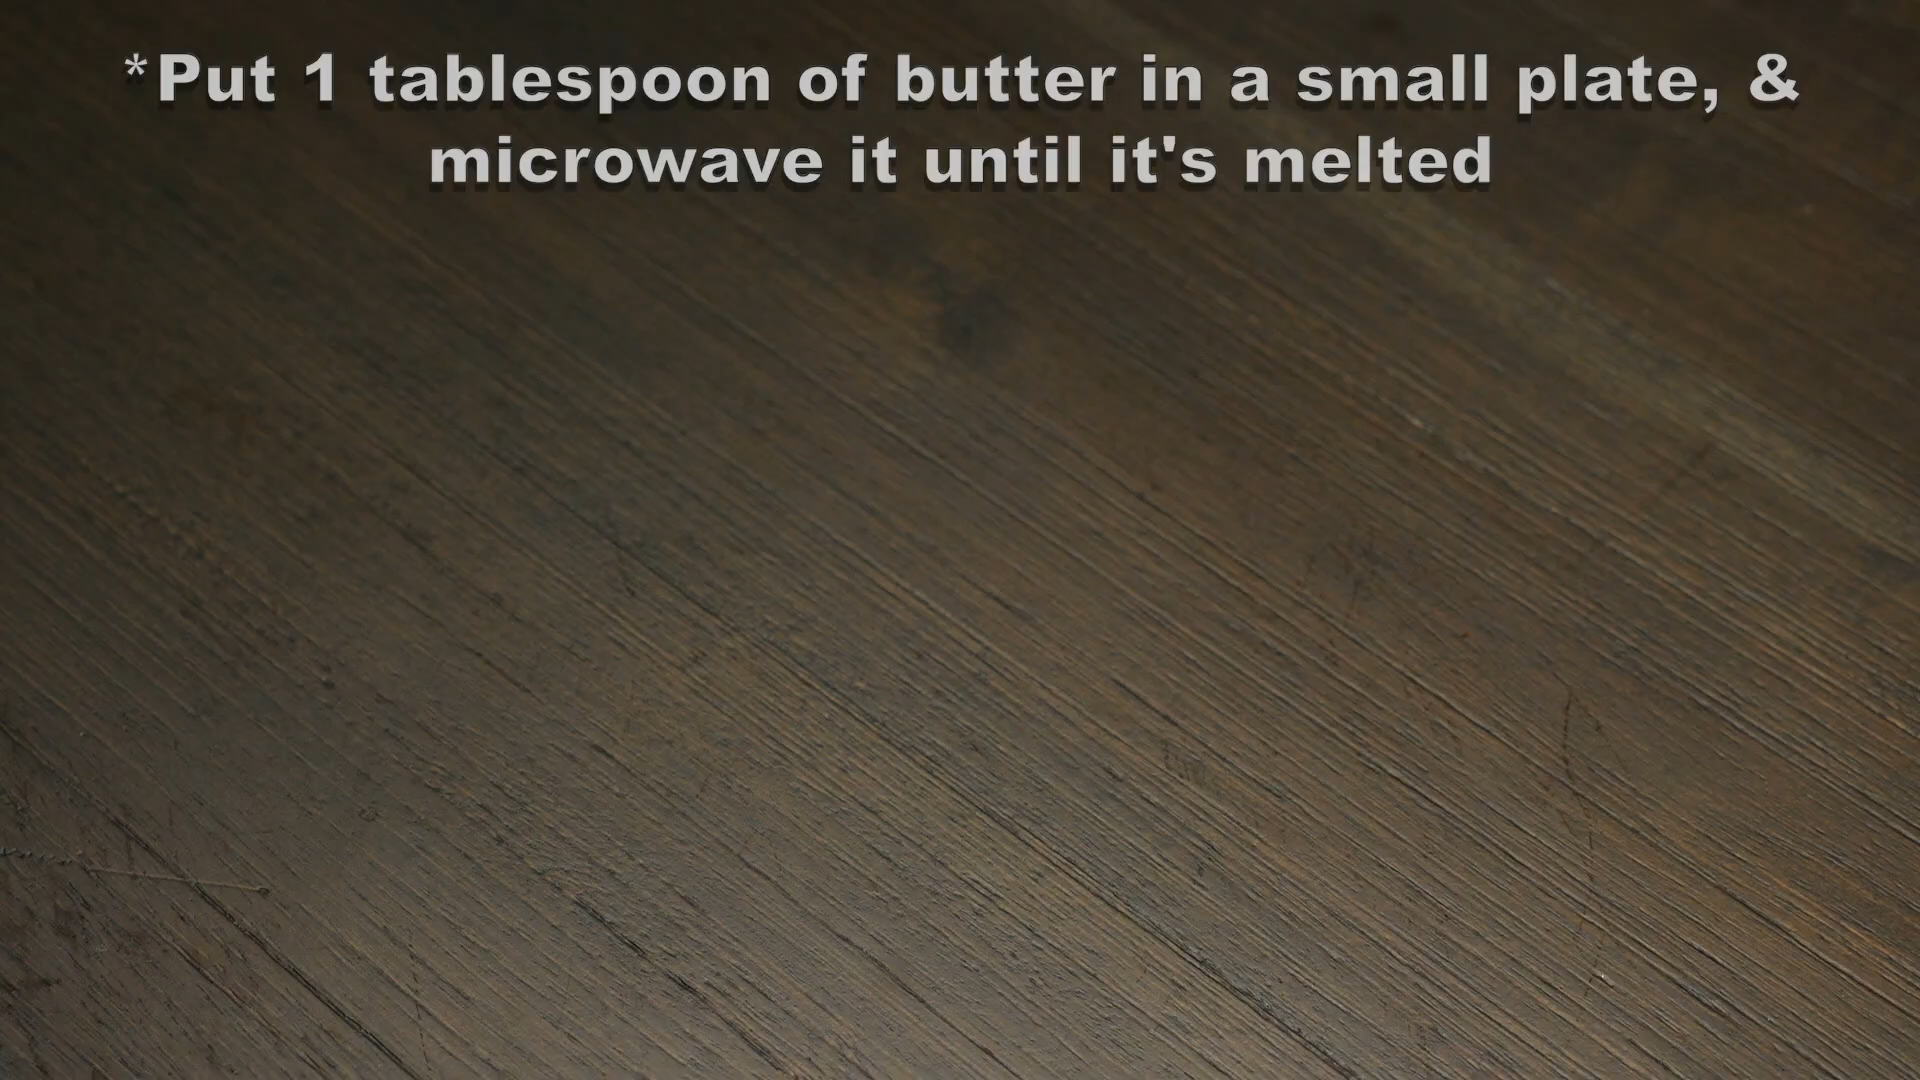 *Put 1 tablespoon of butter in a small plate, &
microwave it until it's melted